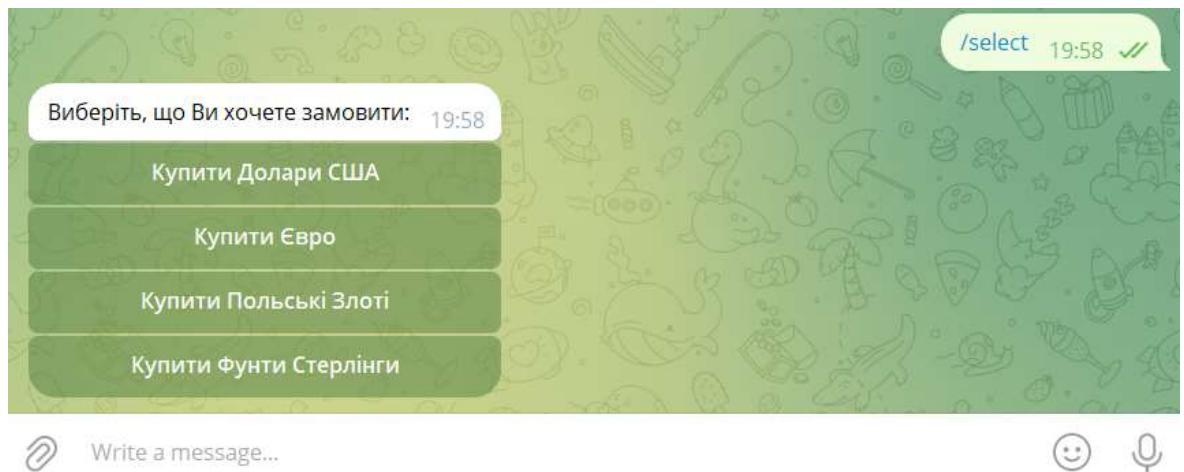 /select 19:58
Виберіть, що Ви хочете замовити: 19:58
Купити Долари США
Купити Євро
Купити Польські Злоті
Купити Фунти Стерлінги
Write a message...